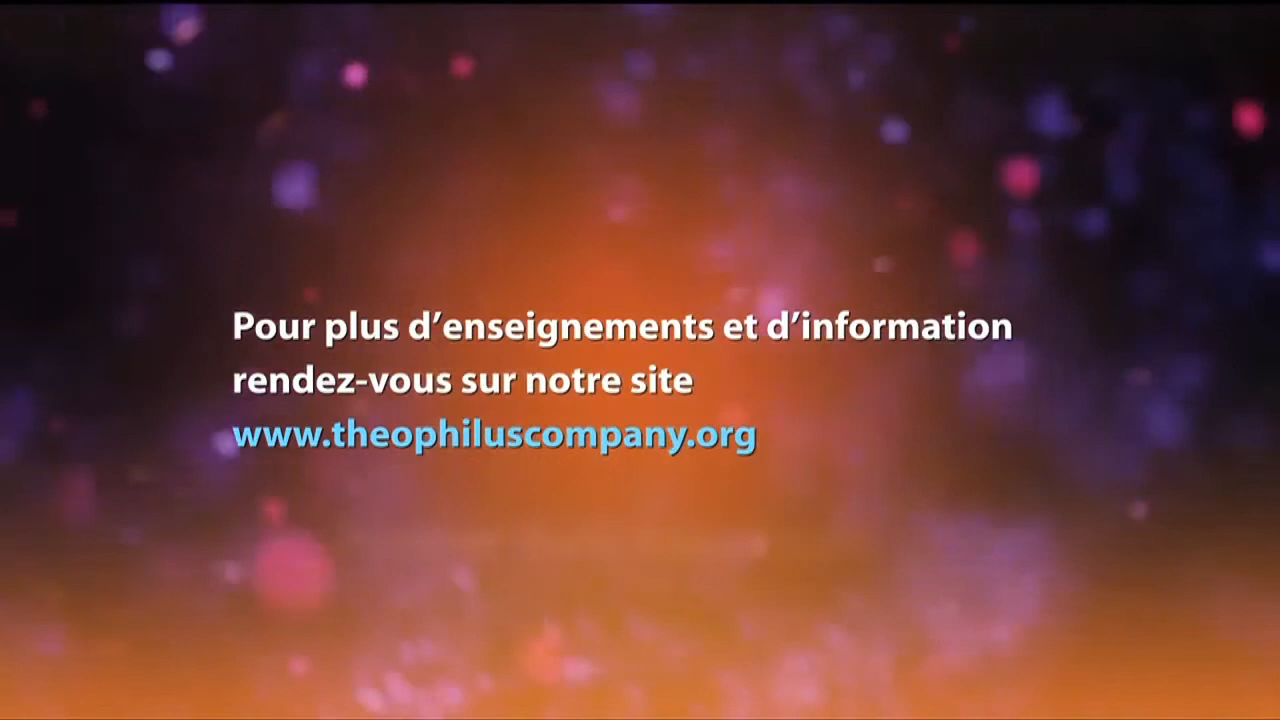 Pour plus d’enseignements et d’information
rendez-vous sur notre site
www.theophiluscompany.org